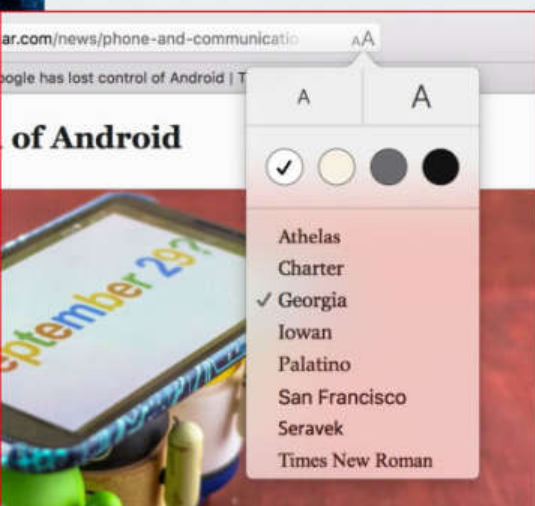 ar.com/news/phone-and-communicatio AA
oogle has lost control of Android | T
A A
of Android
eptember 29?
Athelas
Charter
✓ Georgia
Iowan
Palatino
San Francisco
Seravek
Times New Roman